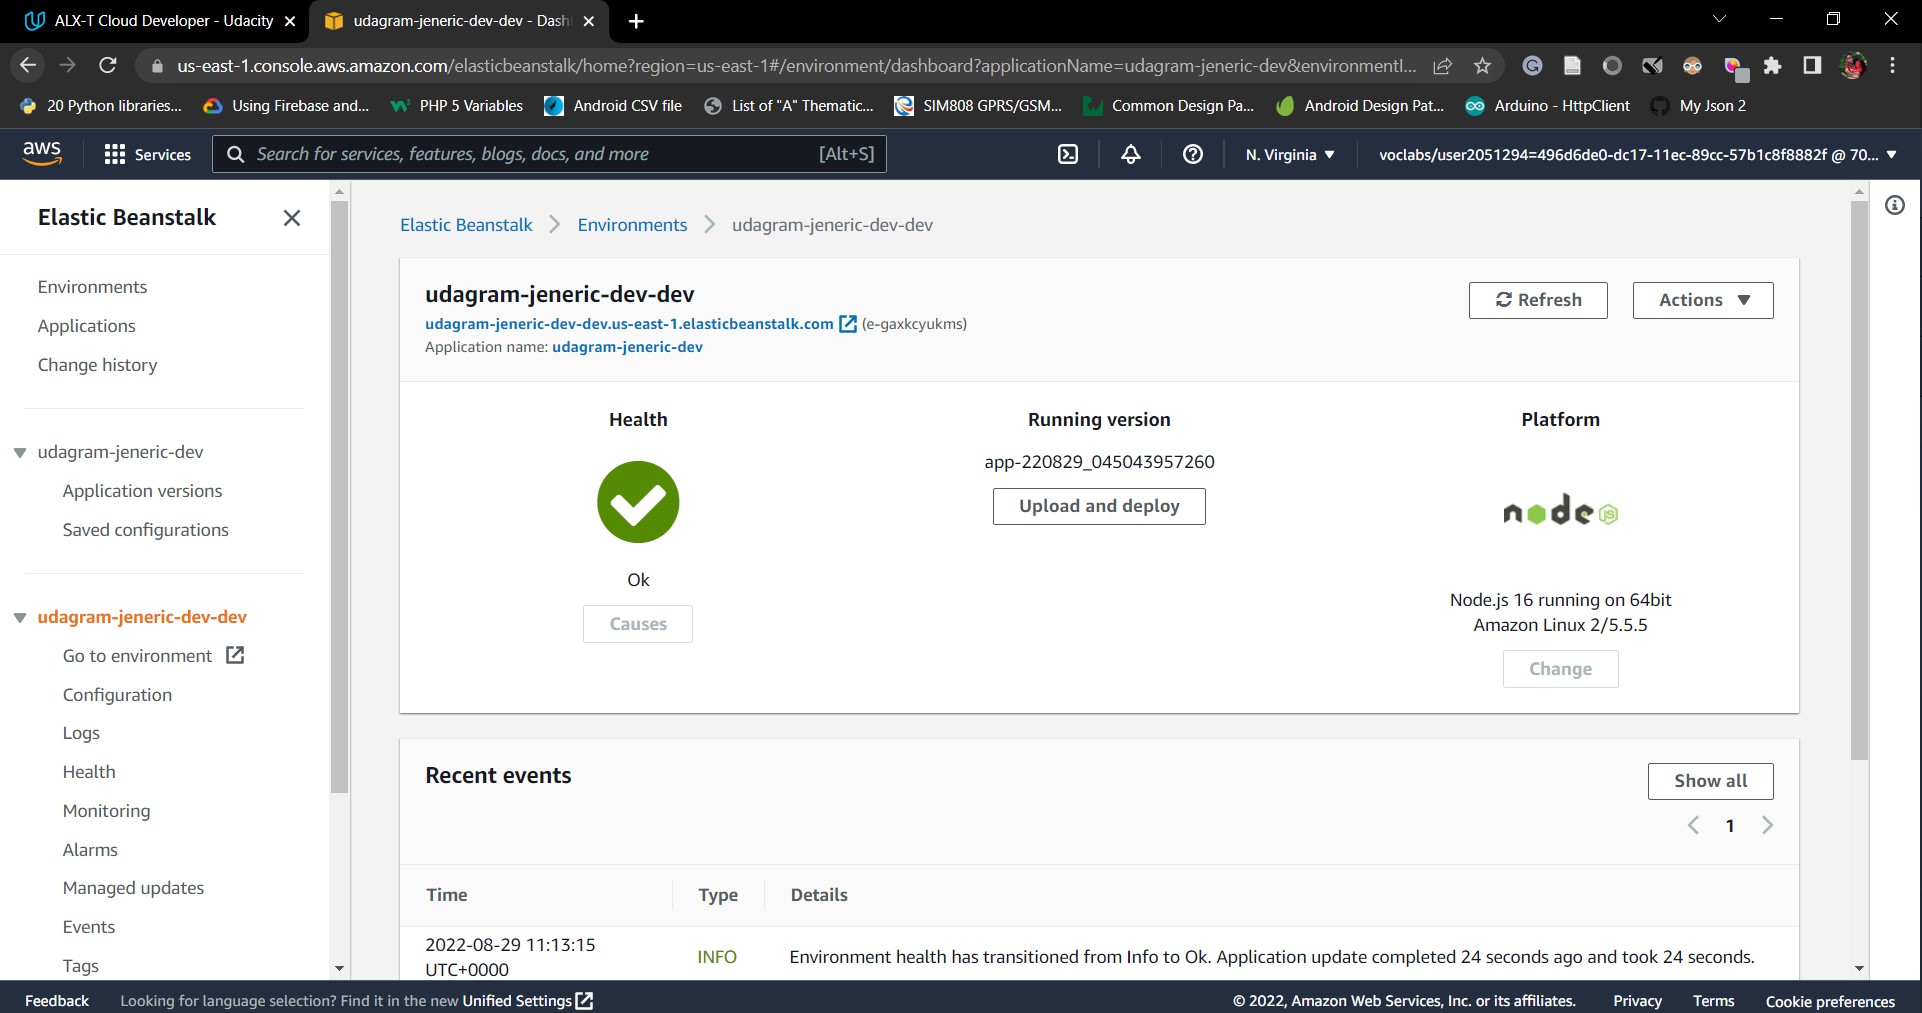 ALX-T Cloud Developer - Udacity
udagram-jeneric-dev-dev - Dash
us-east-1.console.aws.amazon.com/elasticbeanstalk/home?region=us-east-1#/environment/dashboard?applicationName=udagram-jeneric-dev&environmentI...
20 Python libraries...
Using Firebase and...
PHP 5 Variables
Android CSV file
List of "A" Thematic...
SIM808 GPRS/GSM...
Common Design Pa...
Android Design Pat...
Arduino - HttpClient
My Json 2
aws
Services
Search for services, features, blogs, docs, and more
[Alt+S]
N. Virginia
voclabs/user2051294=496d6de0-dc17-11ec-89cc-57b1c8f8882f @ 70...
Elastic Beanstalk
Environments
Applications
Change history
udagram-jeneric-dev
Application versions
Saved configurations
udagram-jeneric-dev-dev
Go to environment
Configuration
Logs
Health
Monitoring
Alarms
Managed updates
Events
Tags
Elastic Beanstalk
Environments
udagram-jeneric-dev-dev
udagram-jeneric-dev-dev
udagram-jeneric-dev-dev.us-east-1.elasticbeanstalk.com (e-gaxkcyukms)
Application name: udagram-jeneric-dev
Refresh
Actions
Health
Ok
Causes
Running version
app-220829_045043957260
Upload and deploy
Platform
node JS
Node.js 16 running on 64bit
Amazon Linux 2/5.5.5
Change
Recent events
Show all
1
Time
Type
Details
2022-08-29 11:13:15
UTC+0000
INFO
Environment health has transitioned from Info to Ok. Application update completed 24 seconds ago and took 24 seconds.
Feedback
Looking for language selection? Find it in the new Unified Settings
© 2022, Amazon Web Services, Inc. or its affiliates.
Privacy
Terms
Cookie preferences